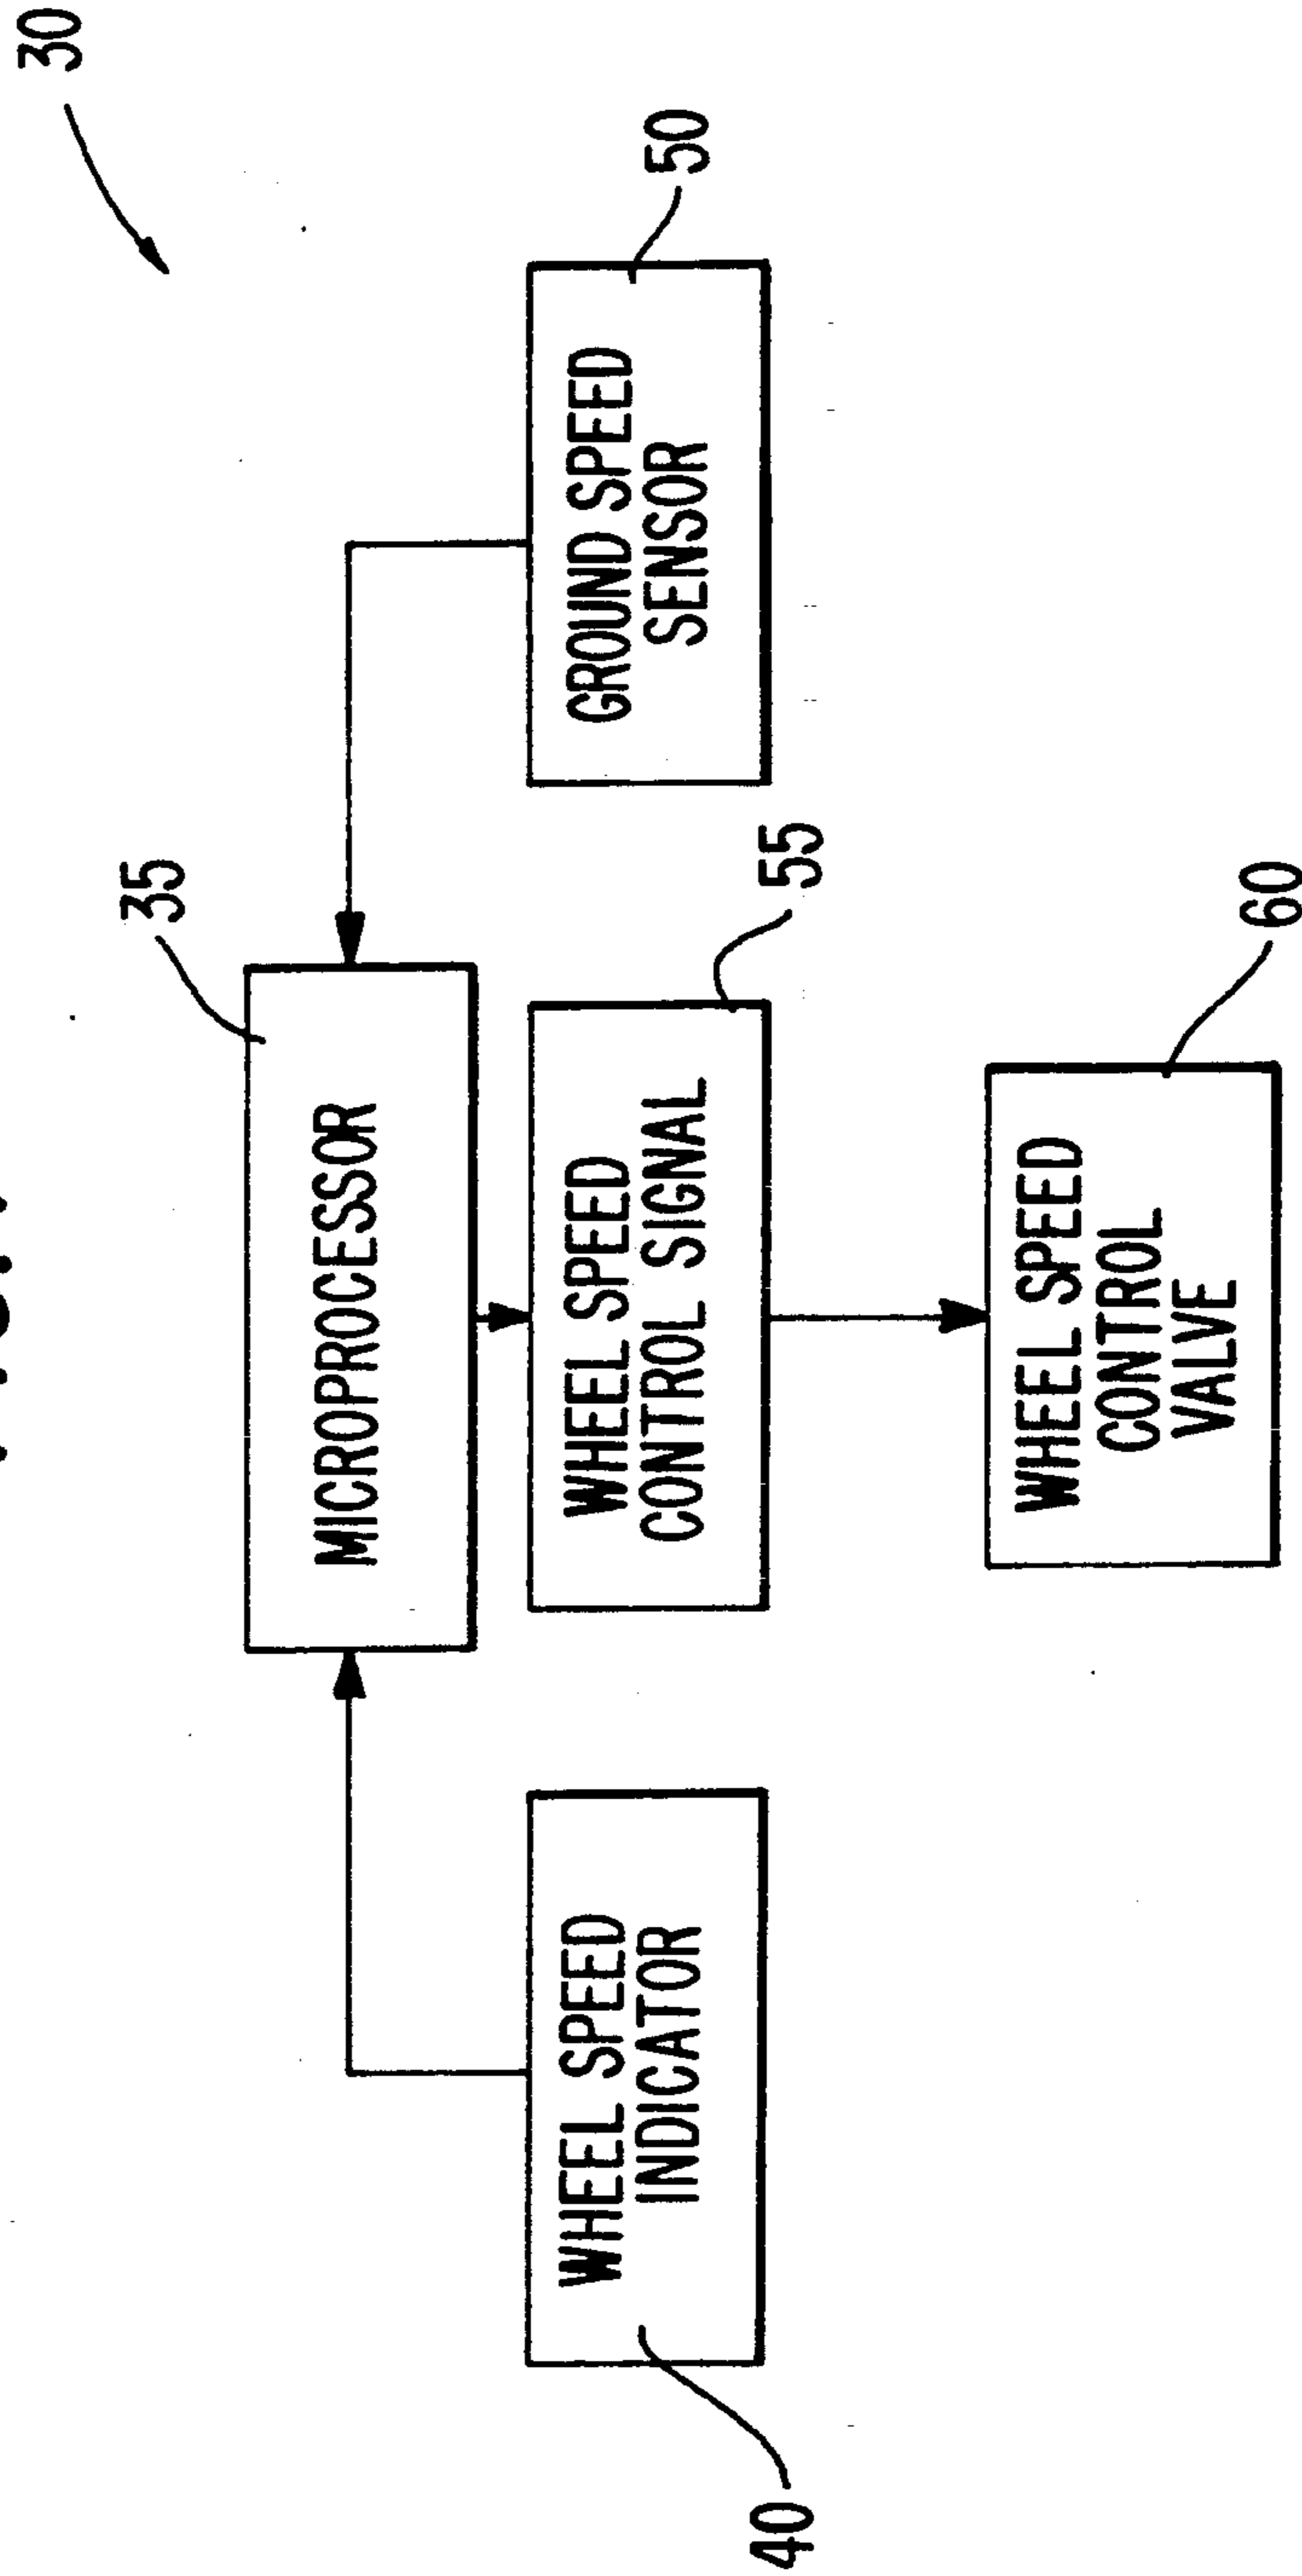 30
35
MICROPROCESSOR
WHEEL SPEED
INDICATOR
40
WHEEL SPEED
CONTROL SIGNAL
55
GROUND SPEED
SENSOR
50
WHEEL SPEED
CONTROL
VALVE
60